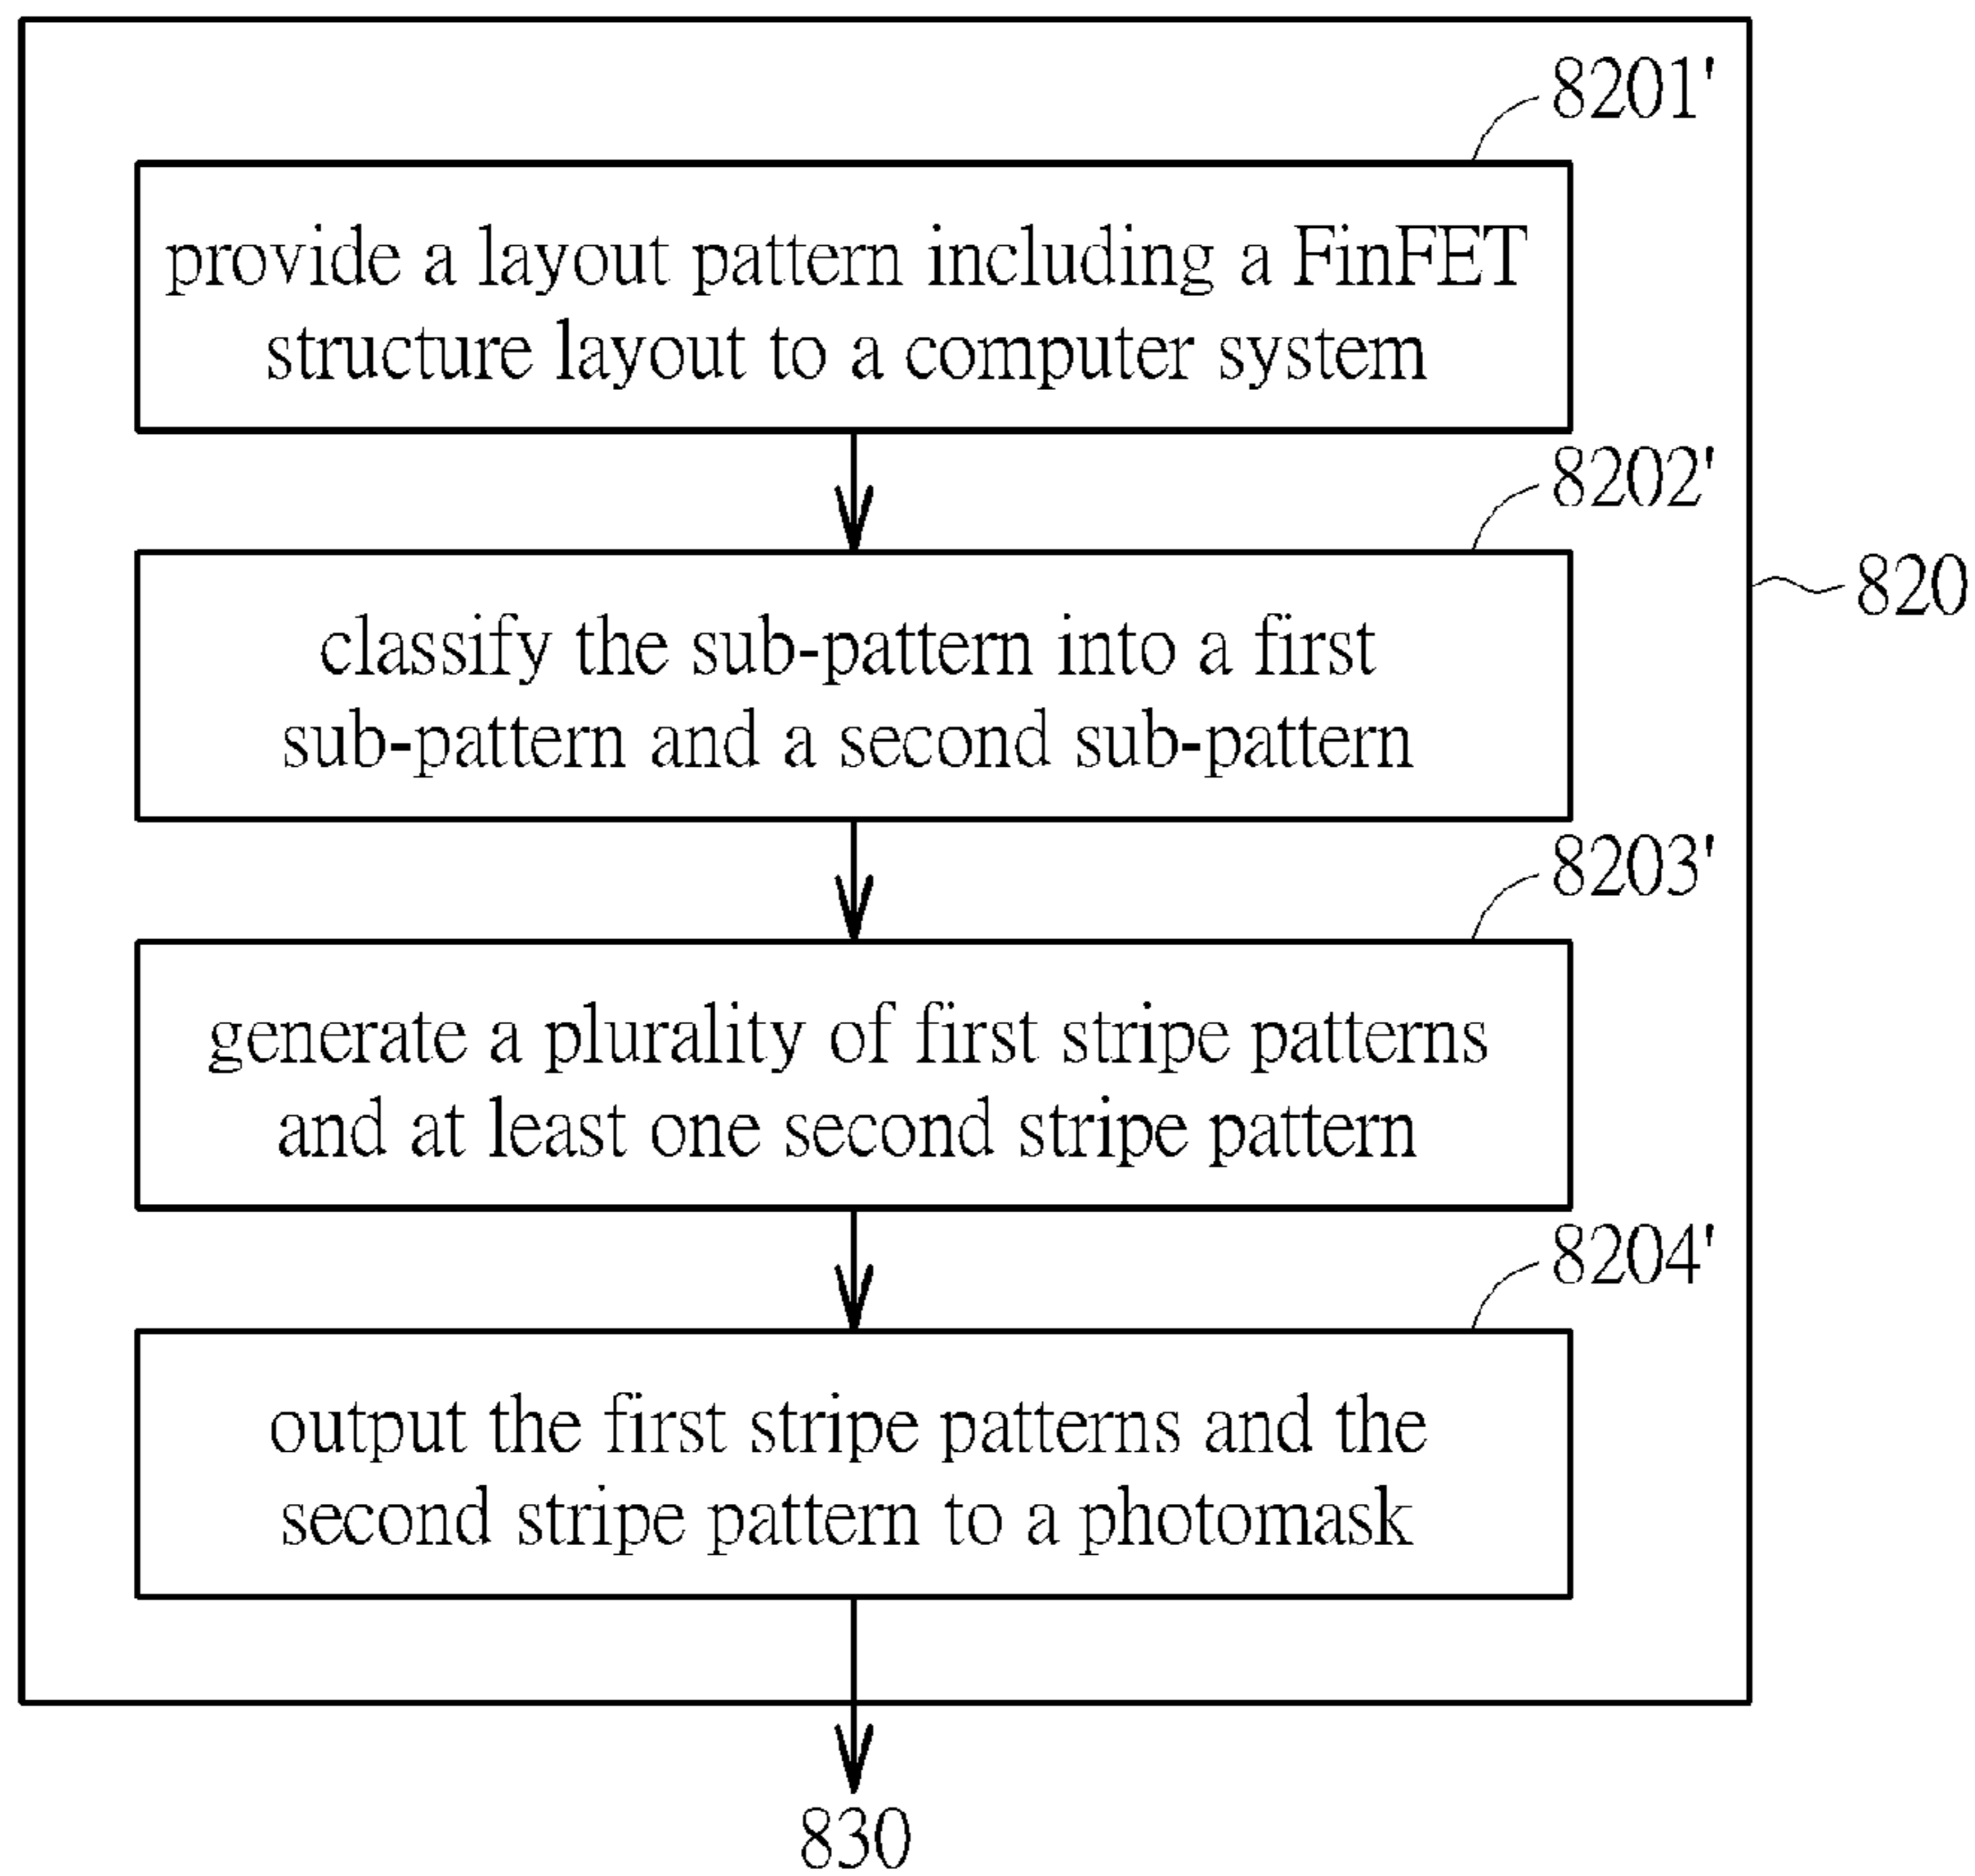 8201'
provide a layout pattern including a FinFET
structure layout to a computer system
8202'
classify the sub-pattern into a first
sub-pattern and a second sub-pattern
820
8203'
generate a plurality of first stripe patterns
and at least one second stripe pattern
8204'
output the first stripe patterns and the
second stripe pattern to a photomask
830